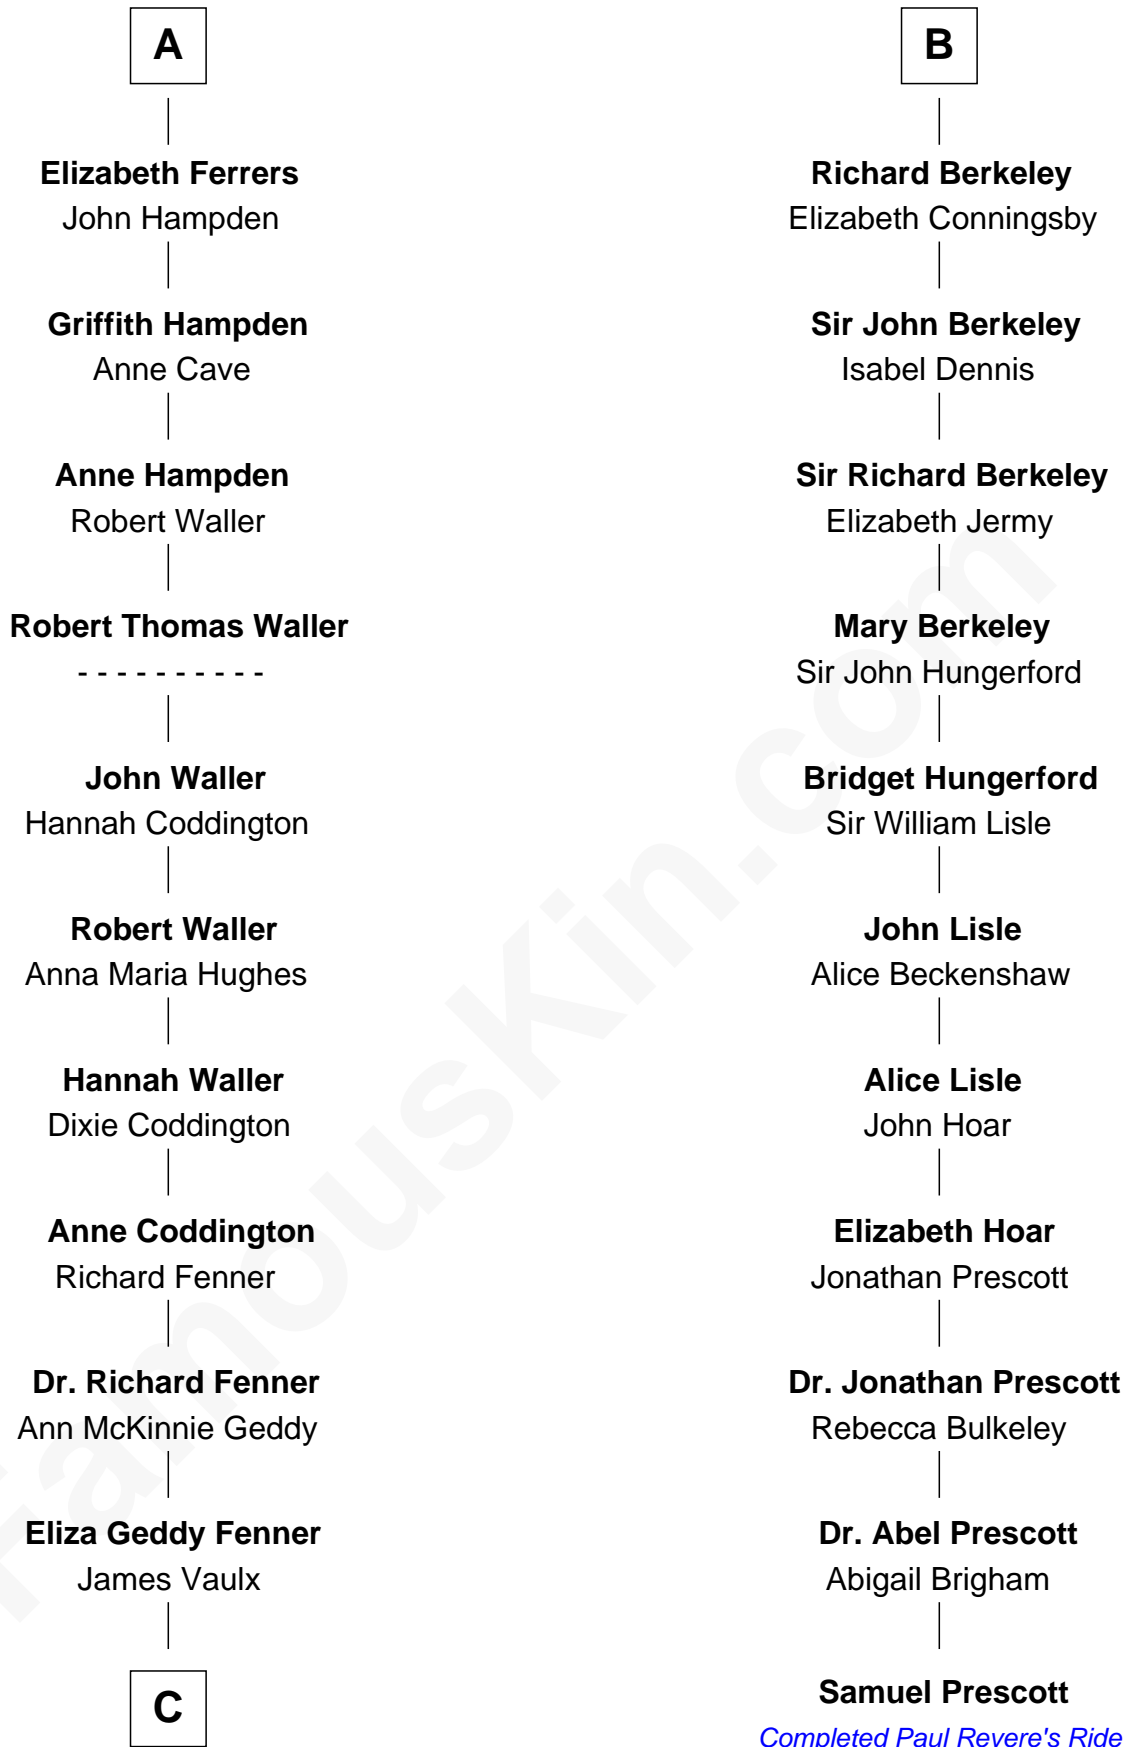 A
Elizabeth Ferrers
John Hampden
Griffith Hampden
Anne Cave
Anne Hampden
Robert Waller
Robert Thomas Waller
- - - - - - - - - -
John Waller
Hannah Coddington
Robert Waller
Anna Maria Hughes
Hannah Waller
Dixie Coddington
Anne Coddington
Richard Fenner
Dr. Richard Fenner
Ann McKinnie Geddy
Eliza Geddy Fenner
James Vaulx
C
B
Richard Berkeley
Elizabeth Conningsby
Sir John Berkeley
Isabel Dennis
Sir Richard Berkeley
Elizabeth Jermy
Mary Berkeley
Sir John Hungerford
Bridget Hungerford
Sir William Lisle
John Lisle
Alice Beckenshaw
Alice Lisle
John Hoar
Elizabeth Hoar
Jonathan Prescott
Dr. Jonathan Prescott
Rebecca Bulkeley
Dr. Abel Prescott
Abigail Brigham
Samuel Prescott
Completed Paul Revere's Ride
FamousKin.com